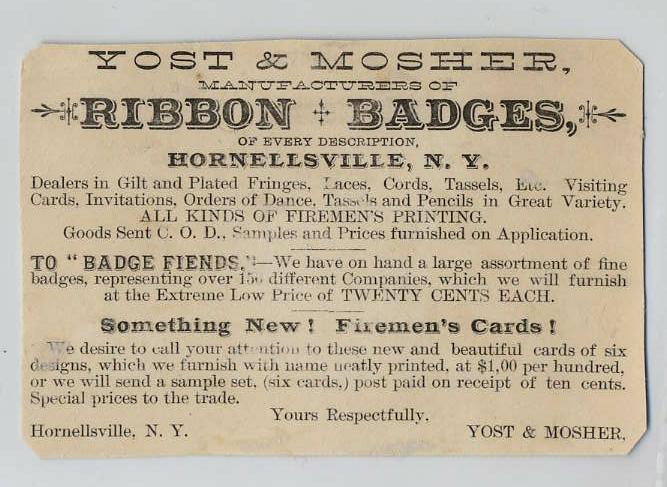 YOST & MOSHER,
MANUFACTURERS OF
RIBBON BADGES,
OF EVERY DESCRIPTION,
HORNELLSVILLE, N. Y.
Dealers in Gilt and Plated Fringes, Laces, Cords, Tassels, Etc. Visiting
Cards, Invitations, Orders of Dance, Tassels and Pencils in Great Variety.
ALL KINDS OF FIREMEN'S PRINTING.
Goods Sent C. O. D., Samples and Prices furnished on Application.
TO "BADGE FIENDS."—We have on hand a large assortment of fine
badges, representing over 150 different Companies, which we will furnish
at the Extreme Low Price of TWENTY CENTS EACH.
Something New! Firemen's Cards!
We desire to call your attention to these new and beautiful cards of six
designs, which we furnish with name neatly printed, at $1,00 per hundred,
or we will send a sample set, (six cards,) post paid on receipt of ten cents.
Special prices to the trade.
Yours Respectfully,
Hornellsville, N. Y. YOST & MOSHER,